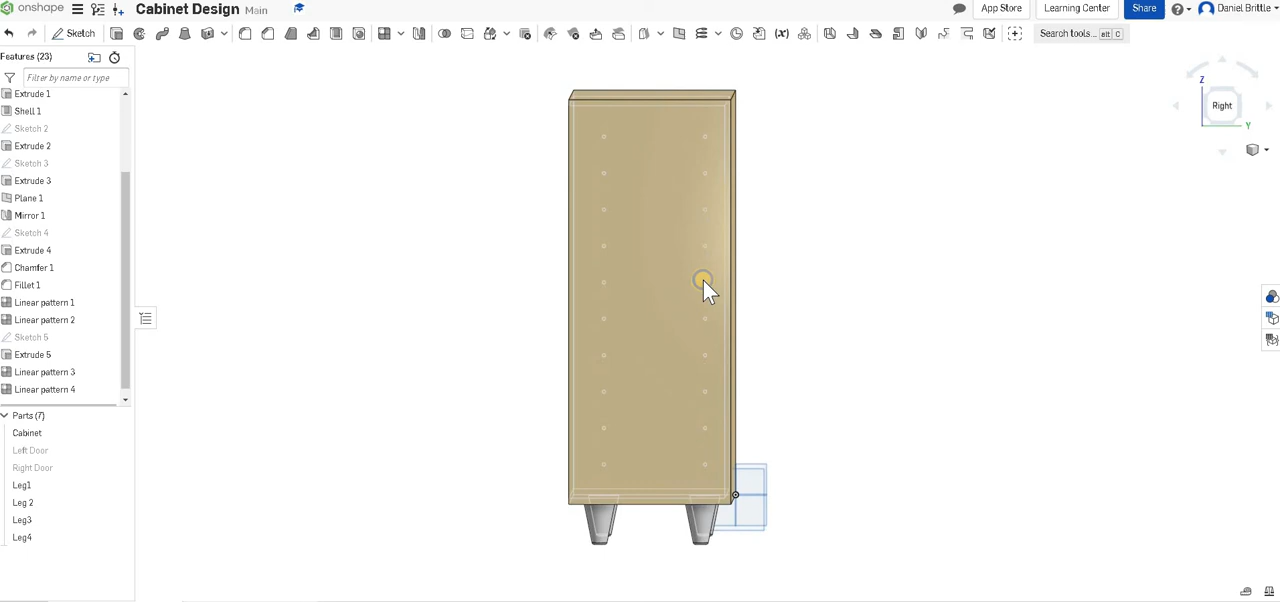 onshape Cabinet Design Main App Store Learning Center Share Daniel Brittle
Sketch (x) Search tools... alt C
Features (23)
Filter by name or type
Extrude 1
Shell 1
Sketch 2
Extrude 2
Sketch 3
Extrude 3
Plane 1
Mirror 1
Sketch 4
Extrude 4
Chamfer 1
Fillet 1
Linear pattern 1
Linear pattern 2
Sketch 5
Extrude 5
Linear pattern 3
Linear pattern 4
Parts (7)
Cabinet
Left Door
Right Door
Leg1
Leg 2
Leg3
Leg4
Z
Right
Y